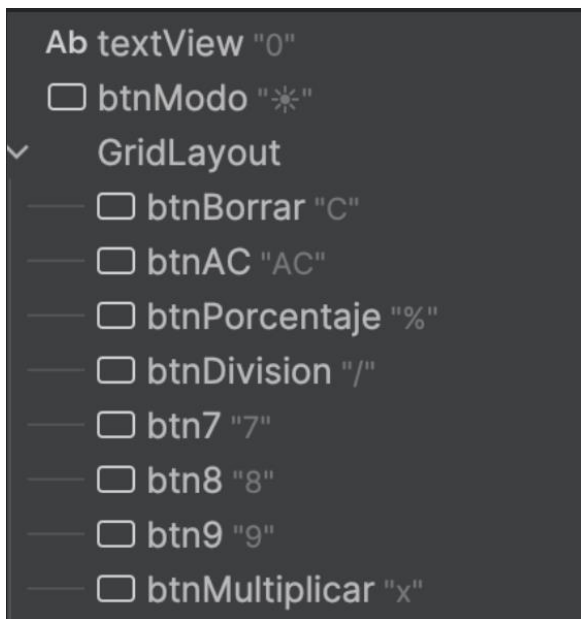 Ab textView "0"
btnModo "☀"
GridLayout
btnBorrar "C"
btnAC "AC"
btnPorcentaje "%"
btnDivision "/"
btn7 "7"
btn8 "8"
btn9 "9"
btnMultiplicar "x"